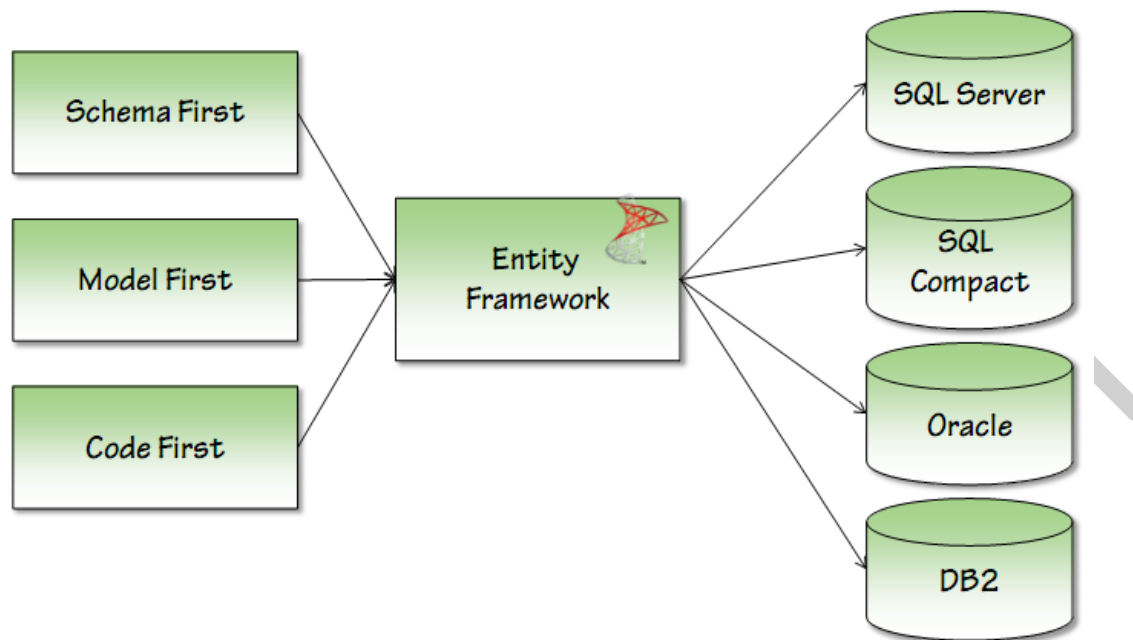 Schema First
Model First
Code First
Entity
Framework
SQL Server
SQL
Compact
Oracle
DB2